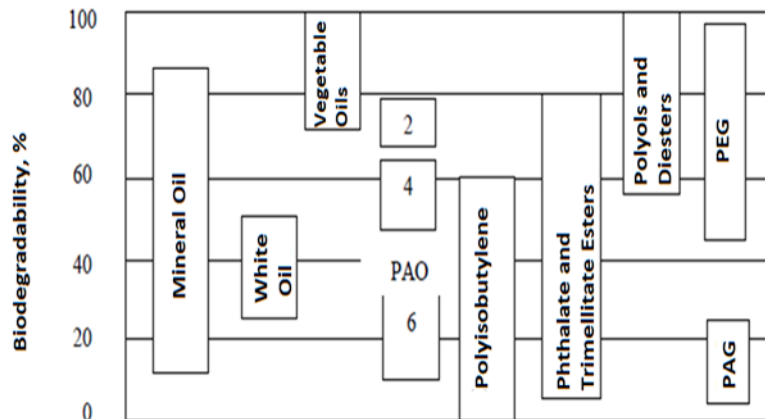 Biodegradability, %
100
80
60
40
20
0
Mineral Oil
White
Oil
Vegetable
Oils
2
4
PAO
6
Polyisobutylene
Phthalate and
Trimellitate Esters
Polyols and
Diesters
PEG
PAG